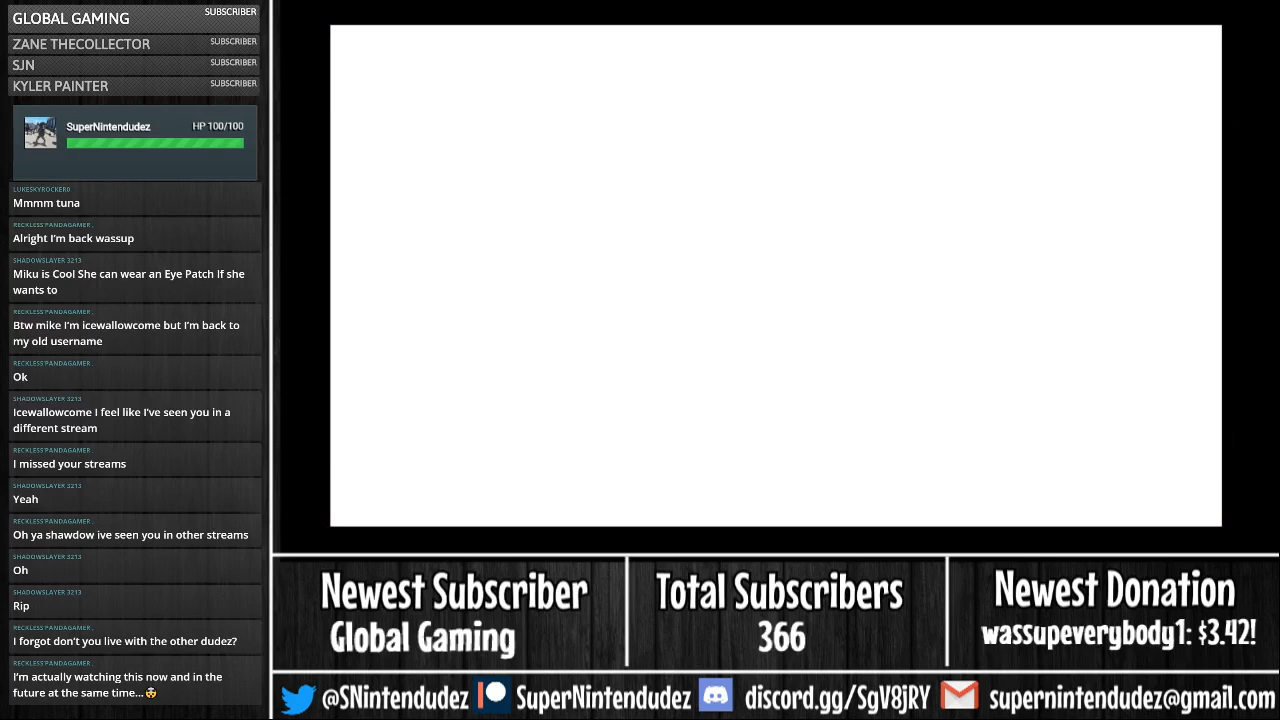 GLOBAL GAMING SUBSCRIBER
ZANE THECOLLECTOR SUBSCRIBER
SJN SUBSCRIBER
KYLER PAINTER SUBSCRIBER
SuperNintendudez HP 100/100
LUKESKYROCKER0
Mmmm tuna
RECKLESS'PANDAGAMER .
Alright I'm back wassup
SHADOWSLAYER 3213
Miku is Cool She can wear an Eye Patch If she
wants to
RECKLESS'PANDAGAMER .
Btw mike I'm icewallowcome but I'm back to
my old username
RECKLESS'PANDAGAMER .
Ok
SHADOWSLAYER 3213
Icewallowcome I feel like I've seen you in a
different stream
RECKLESS'PANDAGAMER .
I missed your streams
SHADOWSLAYER 3213
Yeah
RECKLESS'PANDAGAMER .
Oh ya shawdow ive seen you in other streams
SHADOWSLAYER 3213
Oh
SHADOWSLAYER 3213
Rip
RECKLESS'PANDAGAMER .
I forgot don't you live with the other dudez?
RECKLESS'PANDAGAMER .
I'm actually watching this now and in the
future at the same time...😲
Newest Subscriber
Global Gaming
Total Subscribers
366
Newest Donation
wassupeverybody1: $3.42!
@SNintendudez SuperNintendudez discord.gg/SgV8jRY supernintendudez@gmail.com